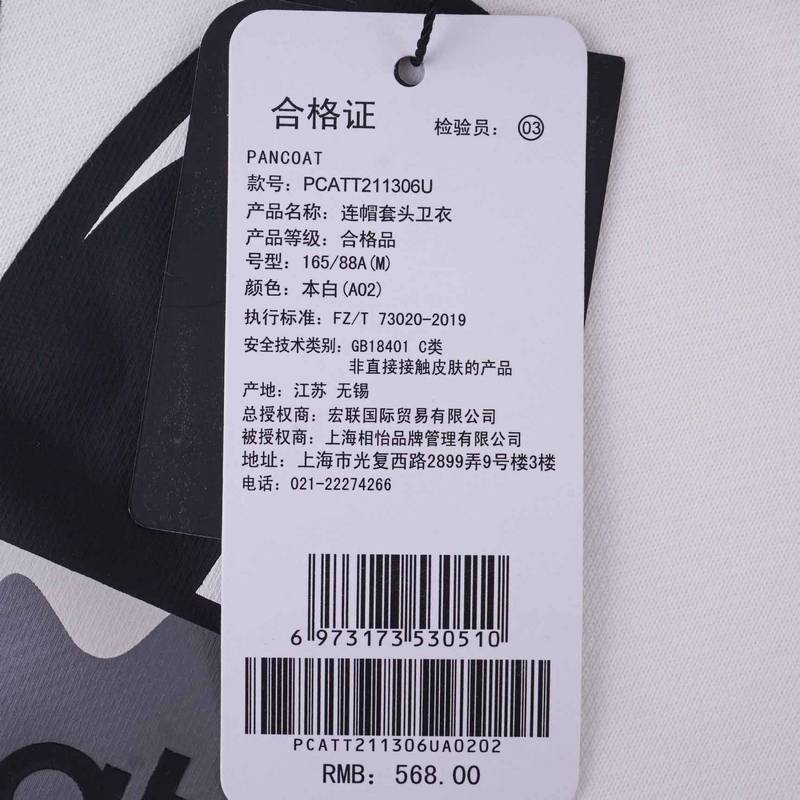 合格证
检验员：03
PANCOAT
款号：PCATT211306U
产品名称：连帽套头卫衣
产品等级：合格品
号型：165/88A(M)
颜色：本白(A02)
执行标准：FZ/T 73020-2019
安全技术类别：GB18401 C类
非直接接触皮肤的产品
产地：江苏 无锡
总授权商：宏联国际贸易有限公司
被授权商：上海相怡品牌管理有限公司
地址：上海市光复西路2899弄9号楼3楼
电话：021-22274266
6 973173 530510
PCATT211306UA0202
RMB：568.00